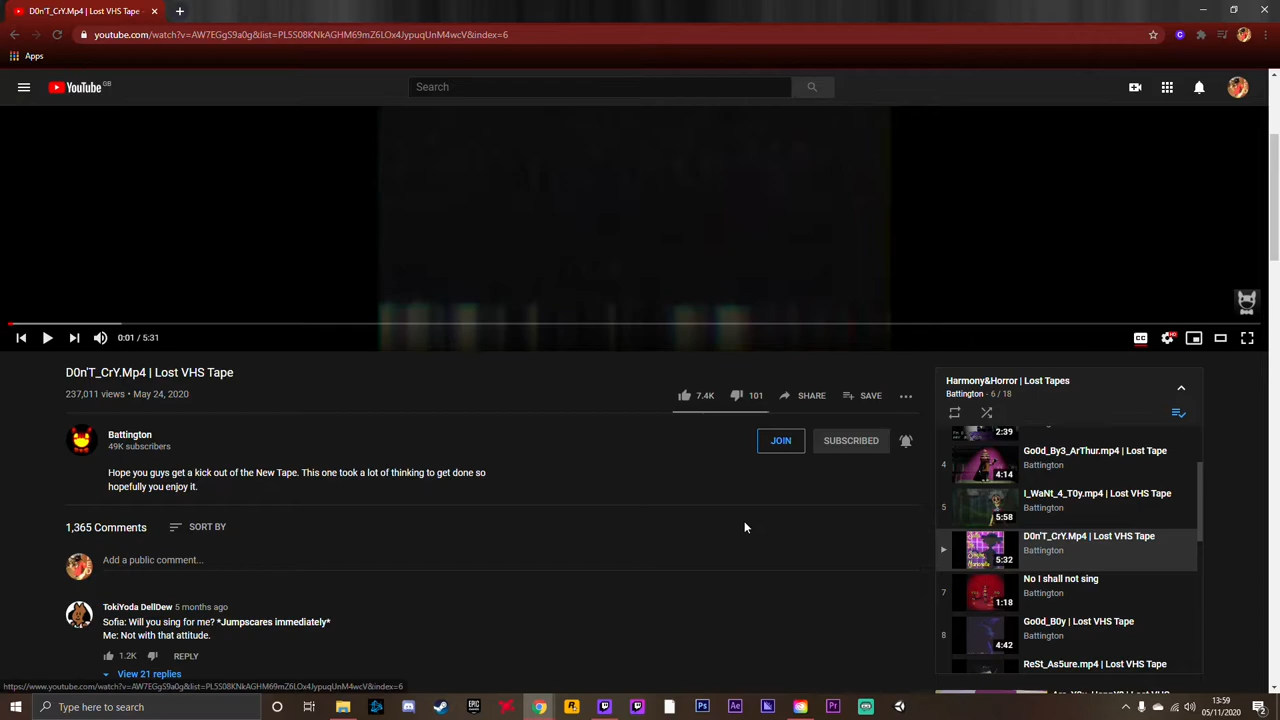 D0n'T_CrY.Mp4 | Lost VHS Tape -
youtube.com/watch?v=AW7EGgS9a0g&list=PL5S08KNkAGHM69mZ6LOx4JypuqUnM4wcV&index=6
Apps
YouTube GB
Search
0:01 / 5:31
D0n'T_CrY.Mp4 | Lost VHS Tape
237,011 views • May 24, 2020
7.4K
101
SHARE
SAVE
Battington
49K subscribers
JOIN
SUBSCRIBED
Hope you guys get a kick out of the New Tape. This one took a lot of thinking to get done so
hopefully you enjoy it.
1,365 Comments
SORT BY
Add a public comment...
TokiYoda DellDew 5 months ago
Sofia: Will you sing for me? *Jumpscares immediately*
Me: Not with that attitude.
1.2K
REPLY
View 21 replies
Harmony&Horror | Lost Tapes
Battington - 6 / 18
2:39
4
4:14
Go0d_By3_ArThur.mp4 | Lost Tape
Battington
5
5:58
I_WaNt_4_T0y.mp4 | Lost VHS Tape
Battington
5:32
D0n'T_CrY.Mp4 | Lost VHS Tape
Battington
7
1:18
No I shall not sing
Battington
8
4:42
Go0d_B0y | Lost VHS Tape
Battington
ReSt_As5ure.mp4 | Lost VHS Tape
https://www.youtube.com/watch?v=AW7EGgS9a0g&list=PL5S08KNkAGHM69mZ6LOx4JypuqUnM4wcV&index=6
Type here to search
13:59
05/11/2020